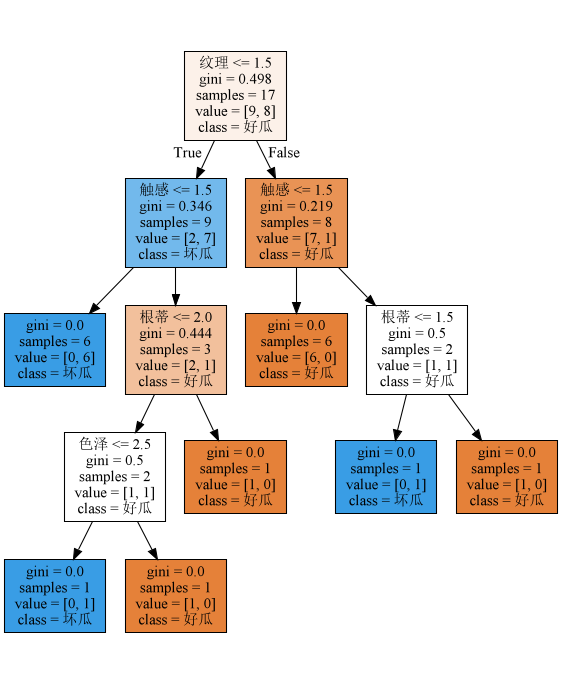 纹理 <= 1.5
gini = 0.498
samples = 17
value = [9, 8]
class = 好瓜
True
False
触感 <= 1.5
gini = 0.346
samples = 9
value = [2, 7]
class = 坏瓜
触感 <= 1.5
gini = 0.219
samples = 8
value = [7, 1]
class = 好瓜
gini = 0.0
samples = 6
value = [0, 6]
class = 坏瓜
根蒂 <= 2.0
gini = 0.444
samples = 3
value = [2, 1]
class = 好瓜
gini = 0.0
samples = 6
value = [6, 0]
class = 好瓜
根蒂 <= 1.5
gini = 0.5
samples = 2
value = [1, 1]
class = 好瓜
色泽 <= 2.5
gini = 0.5
samples = 2
value = [1, 1]
class = 好瓜
gini = 0.0
samples = 1
value = [1, 0]
class = 好瓜
gini = 0.0
samples = 1
value = [0, 1]
class = 坏瓜
gini = 0.0
samples = 1
value = [1, 0]
class = 好瓜
gini = 0.0
samples = 1
value = [0, 1]
class = 坏瓜
gini = 0.0
samples = 1
value = [1, 0]
class = 好瓜